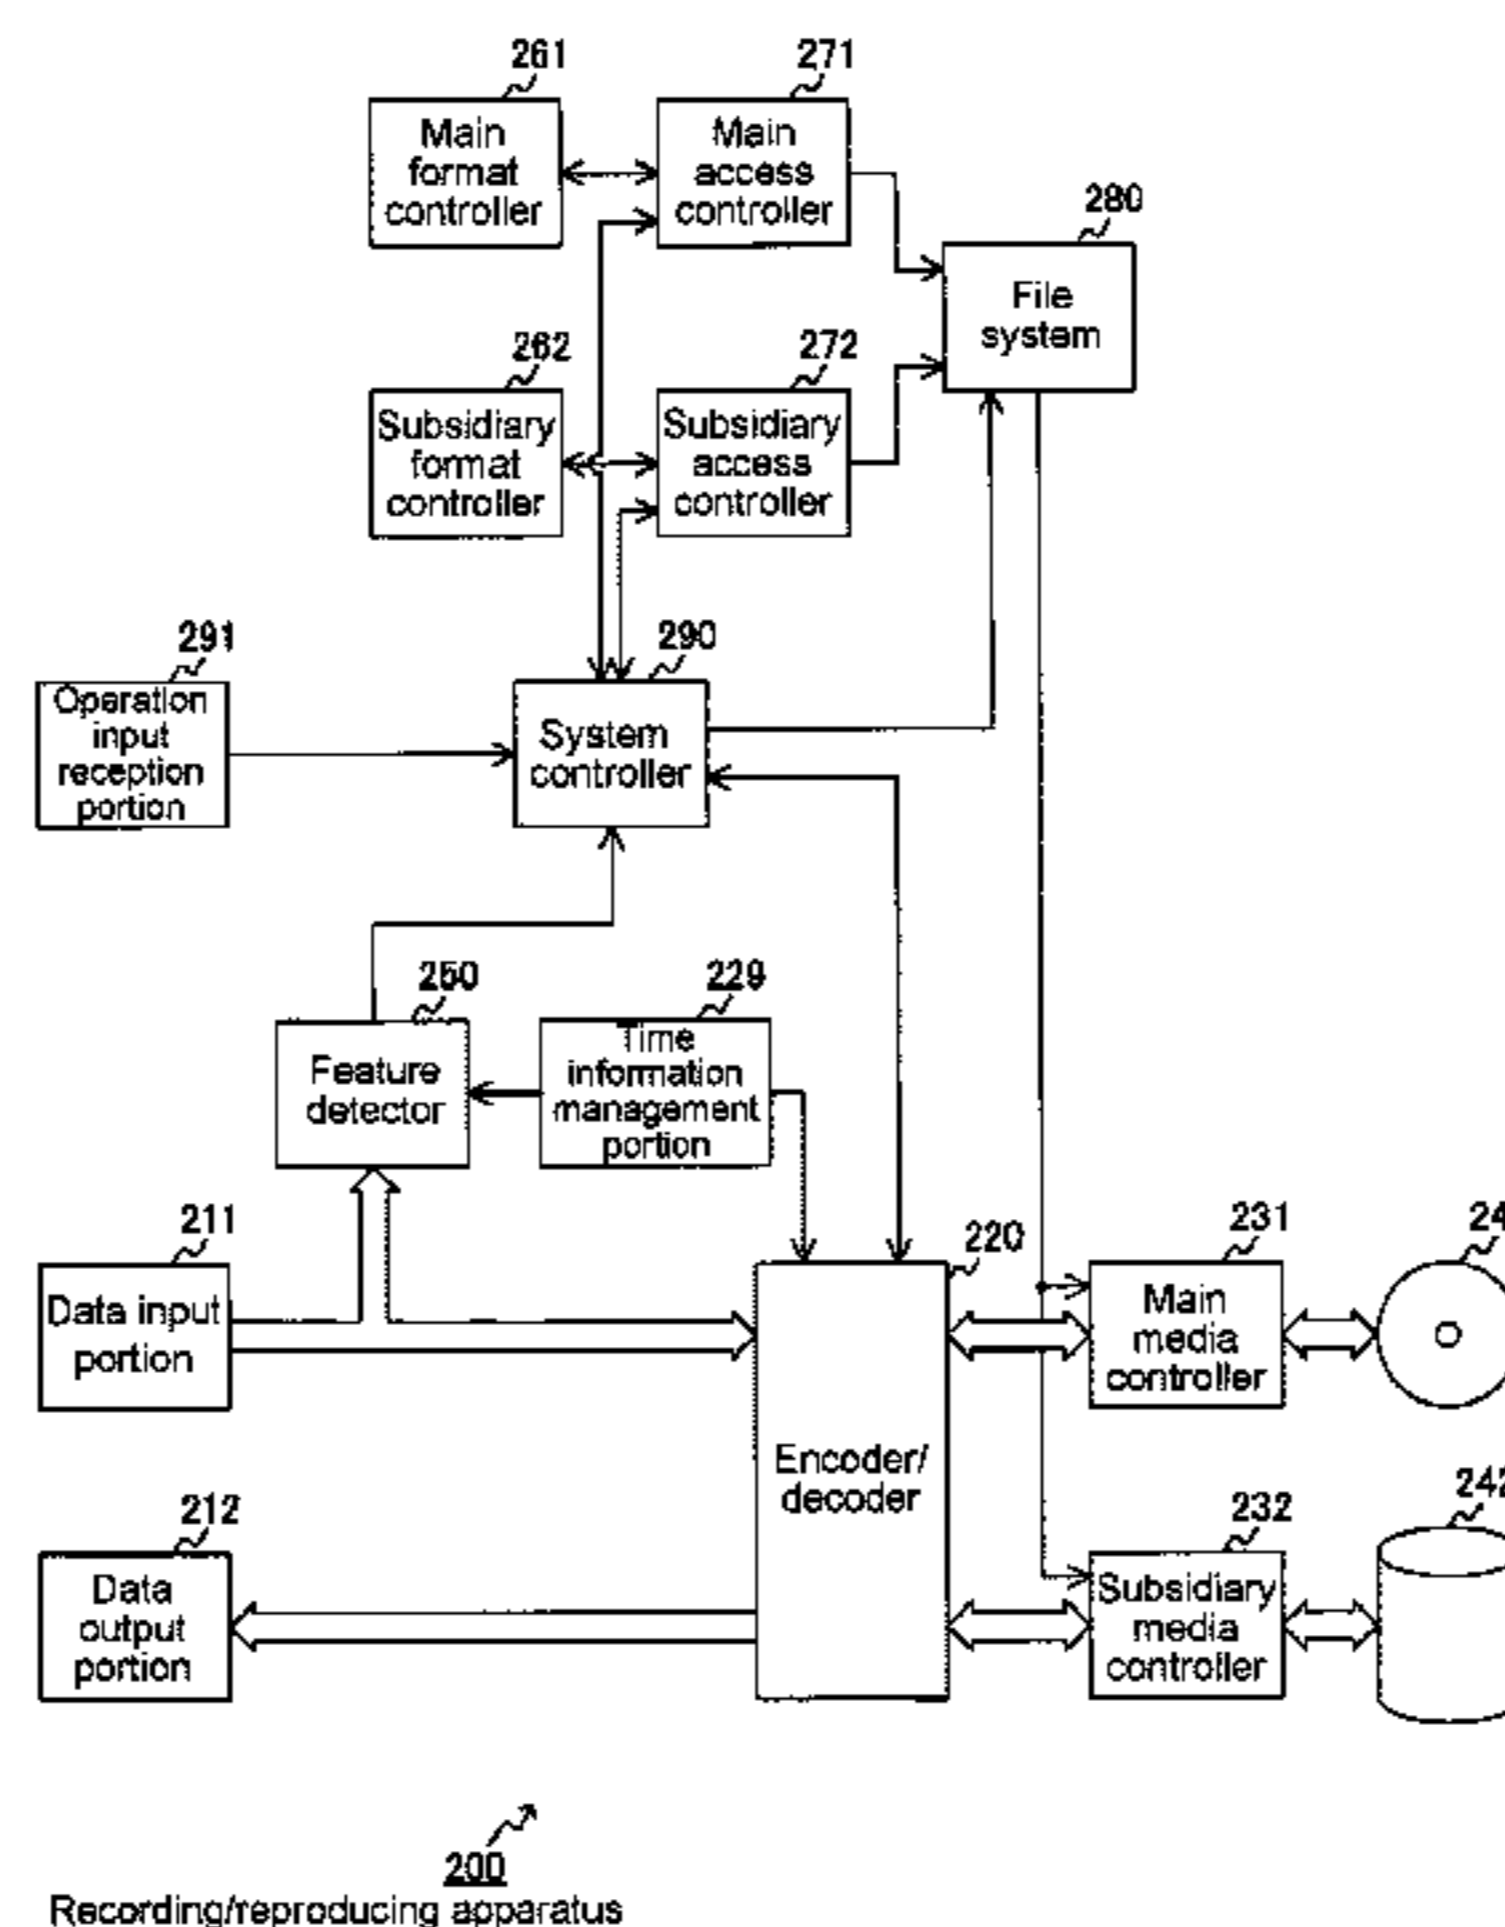 261
271
Main
format
controller
Main
access
controller
280
File
system
262
272
Subsidiary
format
controller
Subsidiary
access
controller
291
290
Operation
input
reception
portion
System
controller
250
229
Feature
detector
Time
information
management
portion
211
220
231
Data input
portion
Main
media
controller
Encoder/
decoder
212
232
242
Data
output
portion
Subsidiary
media
controller
200
Recording/reproducing apparatus